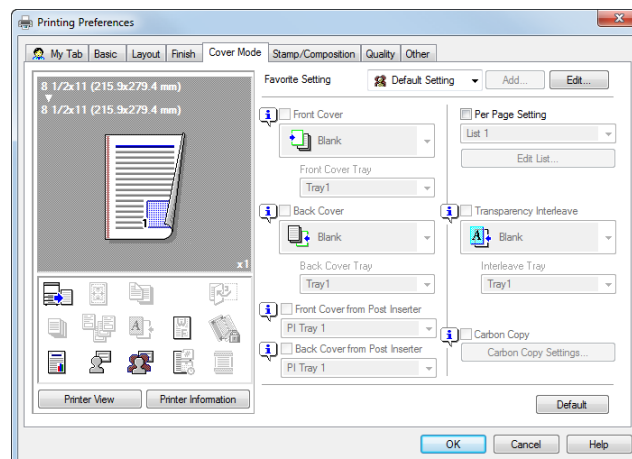 Printing Preferences
My Tab Basic Layout Finish Cover Mode Stamp/Composition Quality Other
8 1/2x11 (215.9x279.4 mm)
8 1/2x11 (215.9x279.4 mm)
1
x1
Printer View Printer Information
Favorite Setting Default Setting Add... Edit...
Front Cover
Blank
Front Cover Tray
Tray1
Per Page Setting
List 1
Edit List...
Back Cover
Blank
Back Cover Tray
Tray1
Transparency Interleave
Blank
Interleave Tray
Tray1
Front Cover from Post Inserter
PI Tray 1
Back Cover from Post Inserter
PI Tray 1
Carbon Copy
Carbon Copy Settings...
Default
OK Cancel Help